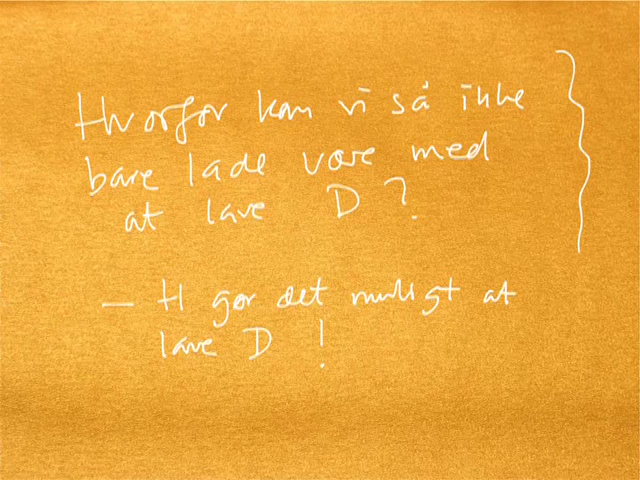 Hvorfor kan vi så ikke
bare lade være med
at lave D?
— H gør det muligt at
lave D!